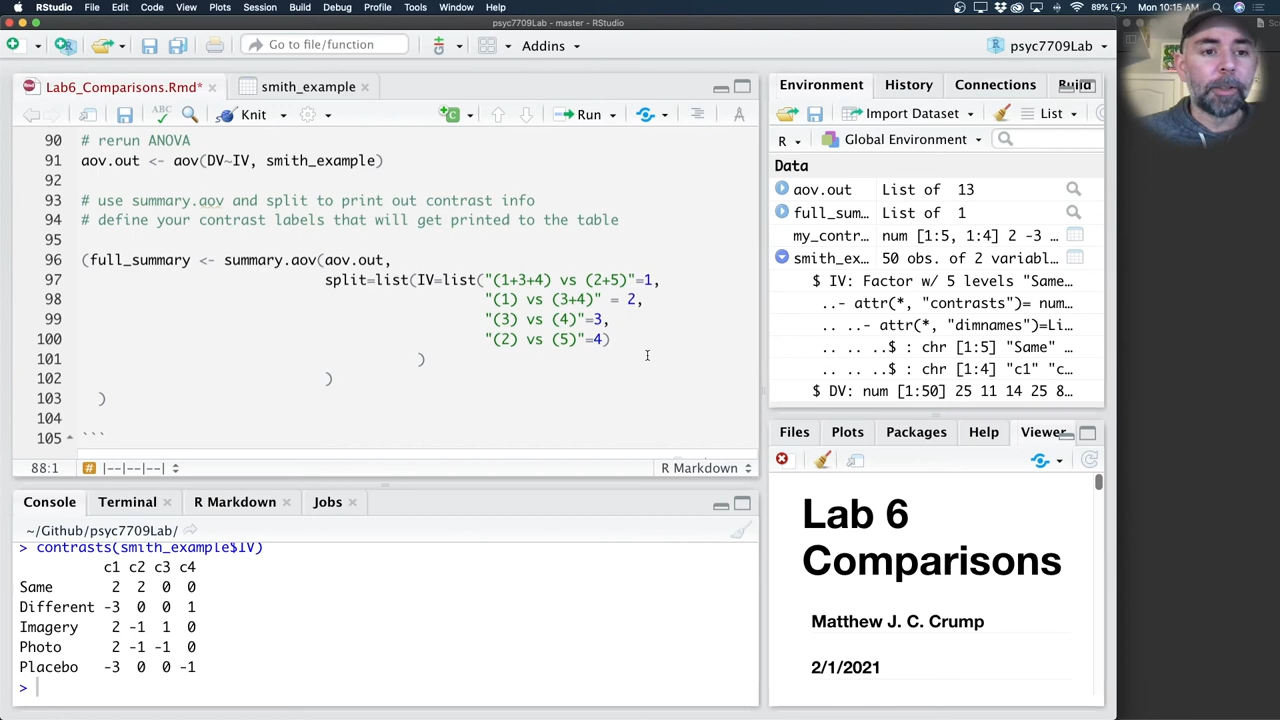 RStudio File Edit Code View Plots Session Build Debug Profile Tools Window Help 89% Mon 10:15 AM
psyc7709Lab - master - RStudio
Go to file/function Addins psyc7709Lab
Lab6_Comparisons.Rmd* smith_example
Knit Run
90 # rerun ANOVA
91 aov.out <- aov(DV~IV, smith_example)
92
93 # use summary.aov and split to print out contrast info
94 # define your contrast labels that will get printed to the table
95
96 (full_summary <- summary.aov(aov.out,
97 split=list(IV=list("(1+3+4) vs (2+5)"=1,
98 "(1) vs (3+4)" = 2,
99 "(3) vs (4)"=3,
100 "(2) vs (5)"=4)
101 )
102 )
103 )
104
105 ```
88:1 # |--|--|--| R Markdown
Console Terminal R Markdown Jobs
~/Github/psyc7709Lab/
> contrasts(smith_example$IV)
c1 c2 c3 c4
Same 2 2 0 0
Different -3 0 0 1
Imagery 2 -1 1 0
Photo 2 -1 -1 0
Placebo -3 0 0 -1
>
Environment History Connections Build
Import Dataset List
R Global Environment
Data
aov.out List of 13
full_sum… List of 1
my_contr… num [1:5, 1:4] 2 -3 …
smith_ex… 50 obs. of 2 variabl…
$ IV: Factor w/ 5 levels "Same…
..- attr(*, "contrasts")= num…
.. ..- attr(*, "dimnames")=Li…
.. .. ..$ : chr [1:5] "Same" …
.. .. ..$ : chr [1:4] "c1" "c…
$ DV: num [1:50] 25 11 14 25 8…
Files Plots Packages Help Viewer
Lab 6
Comparisons
Matthew J. C. Crump
2/1/2021